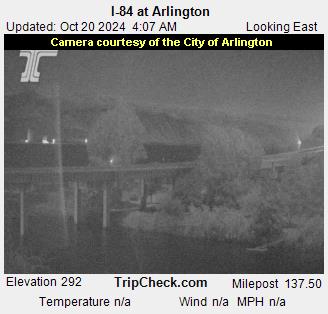 I-84 at Arlington
Updated: Oct 20 2024 4:07 AM Looking East
Camera courtesy of the City of Arlington
Elevation 292 TripCheck.com Milepost 137.50
Temperature n/a Wind n/a MPH n/a